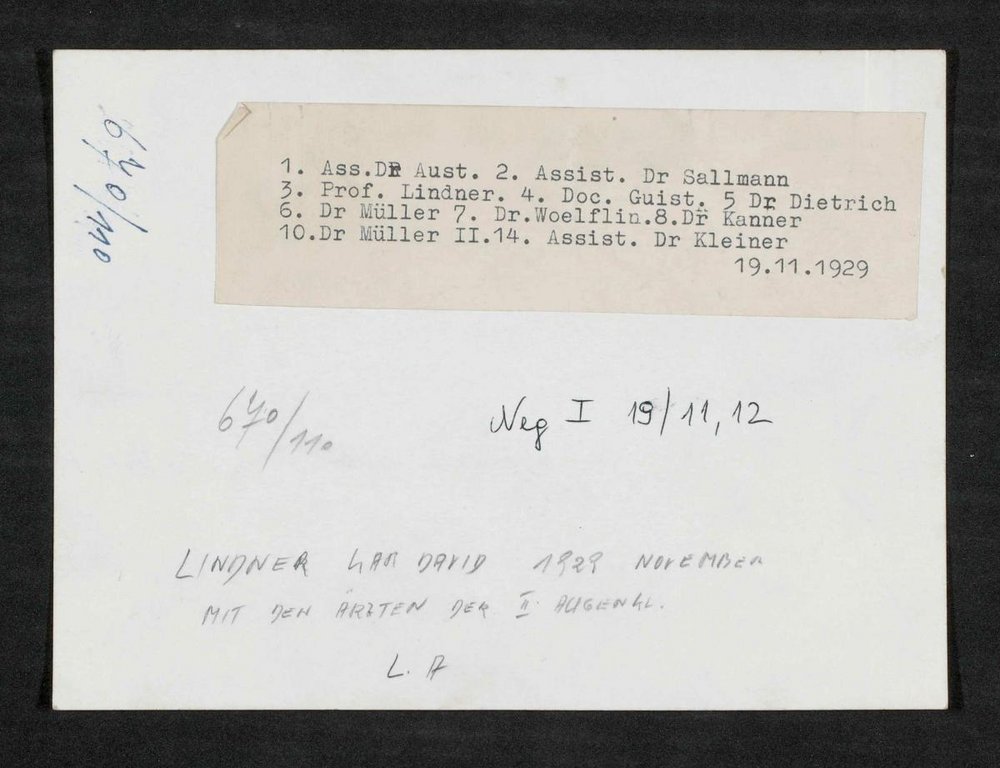 670/110
1. Ass.DR Aust. 2. Assist. Dr Sallmann
3. Prof. Lindner. 4. Doc. Guist. 5 Dr Dietrich
6. Dr Müller 7. Dr.Woelflin.8.Dr Kanner
10.Dr Müller II.14. Assist. Dr Kleiner
19.11.1929
670/110
Neg I 19/11,12
LINDNER KAR DAVID 1929 NOVEMBER
MIT DEN ÄRZTEN DER II. AUGENKL.
L. A